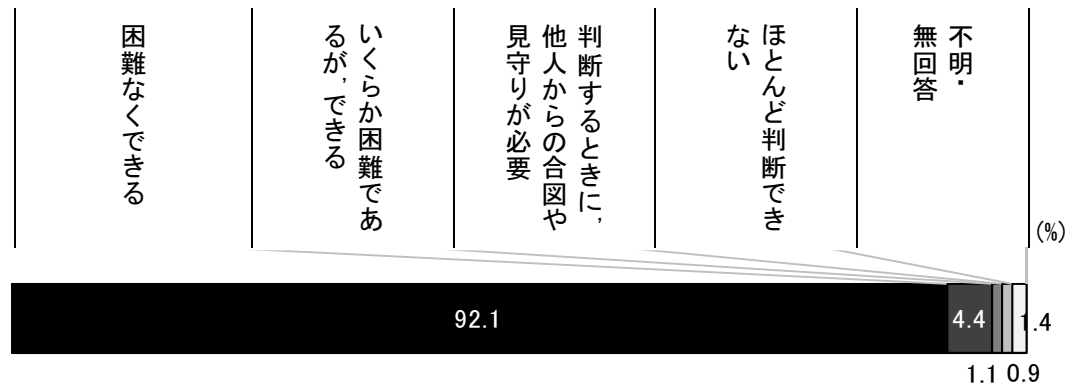 困難なくできる
いくらか困難であ
るが，できる
判断するときに，
他人からの合図や
見守りが必要
ほとんど判断でき
ない
不明・
無回答
(%)
92.1
4.4
1.4
1.1
0.9